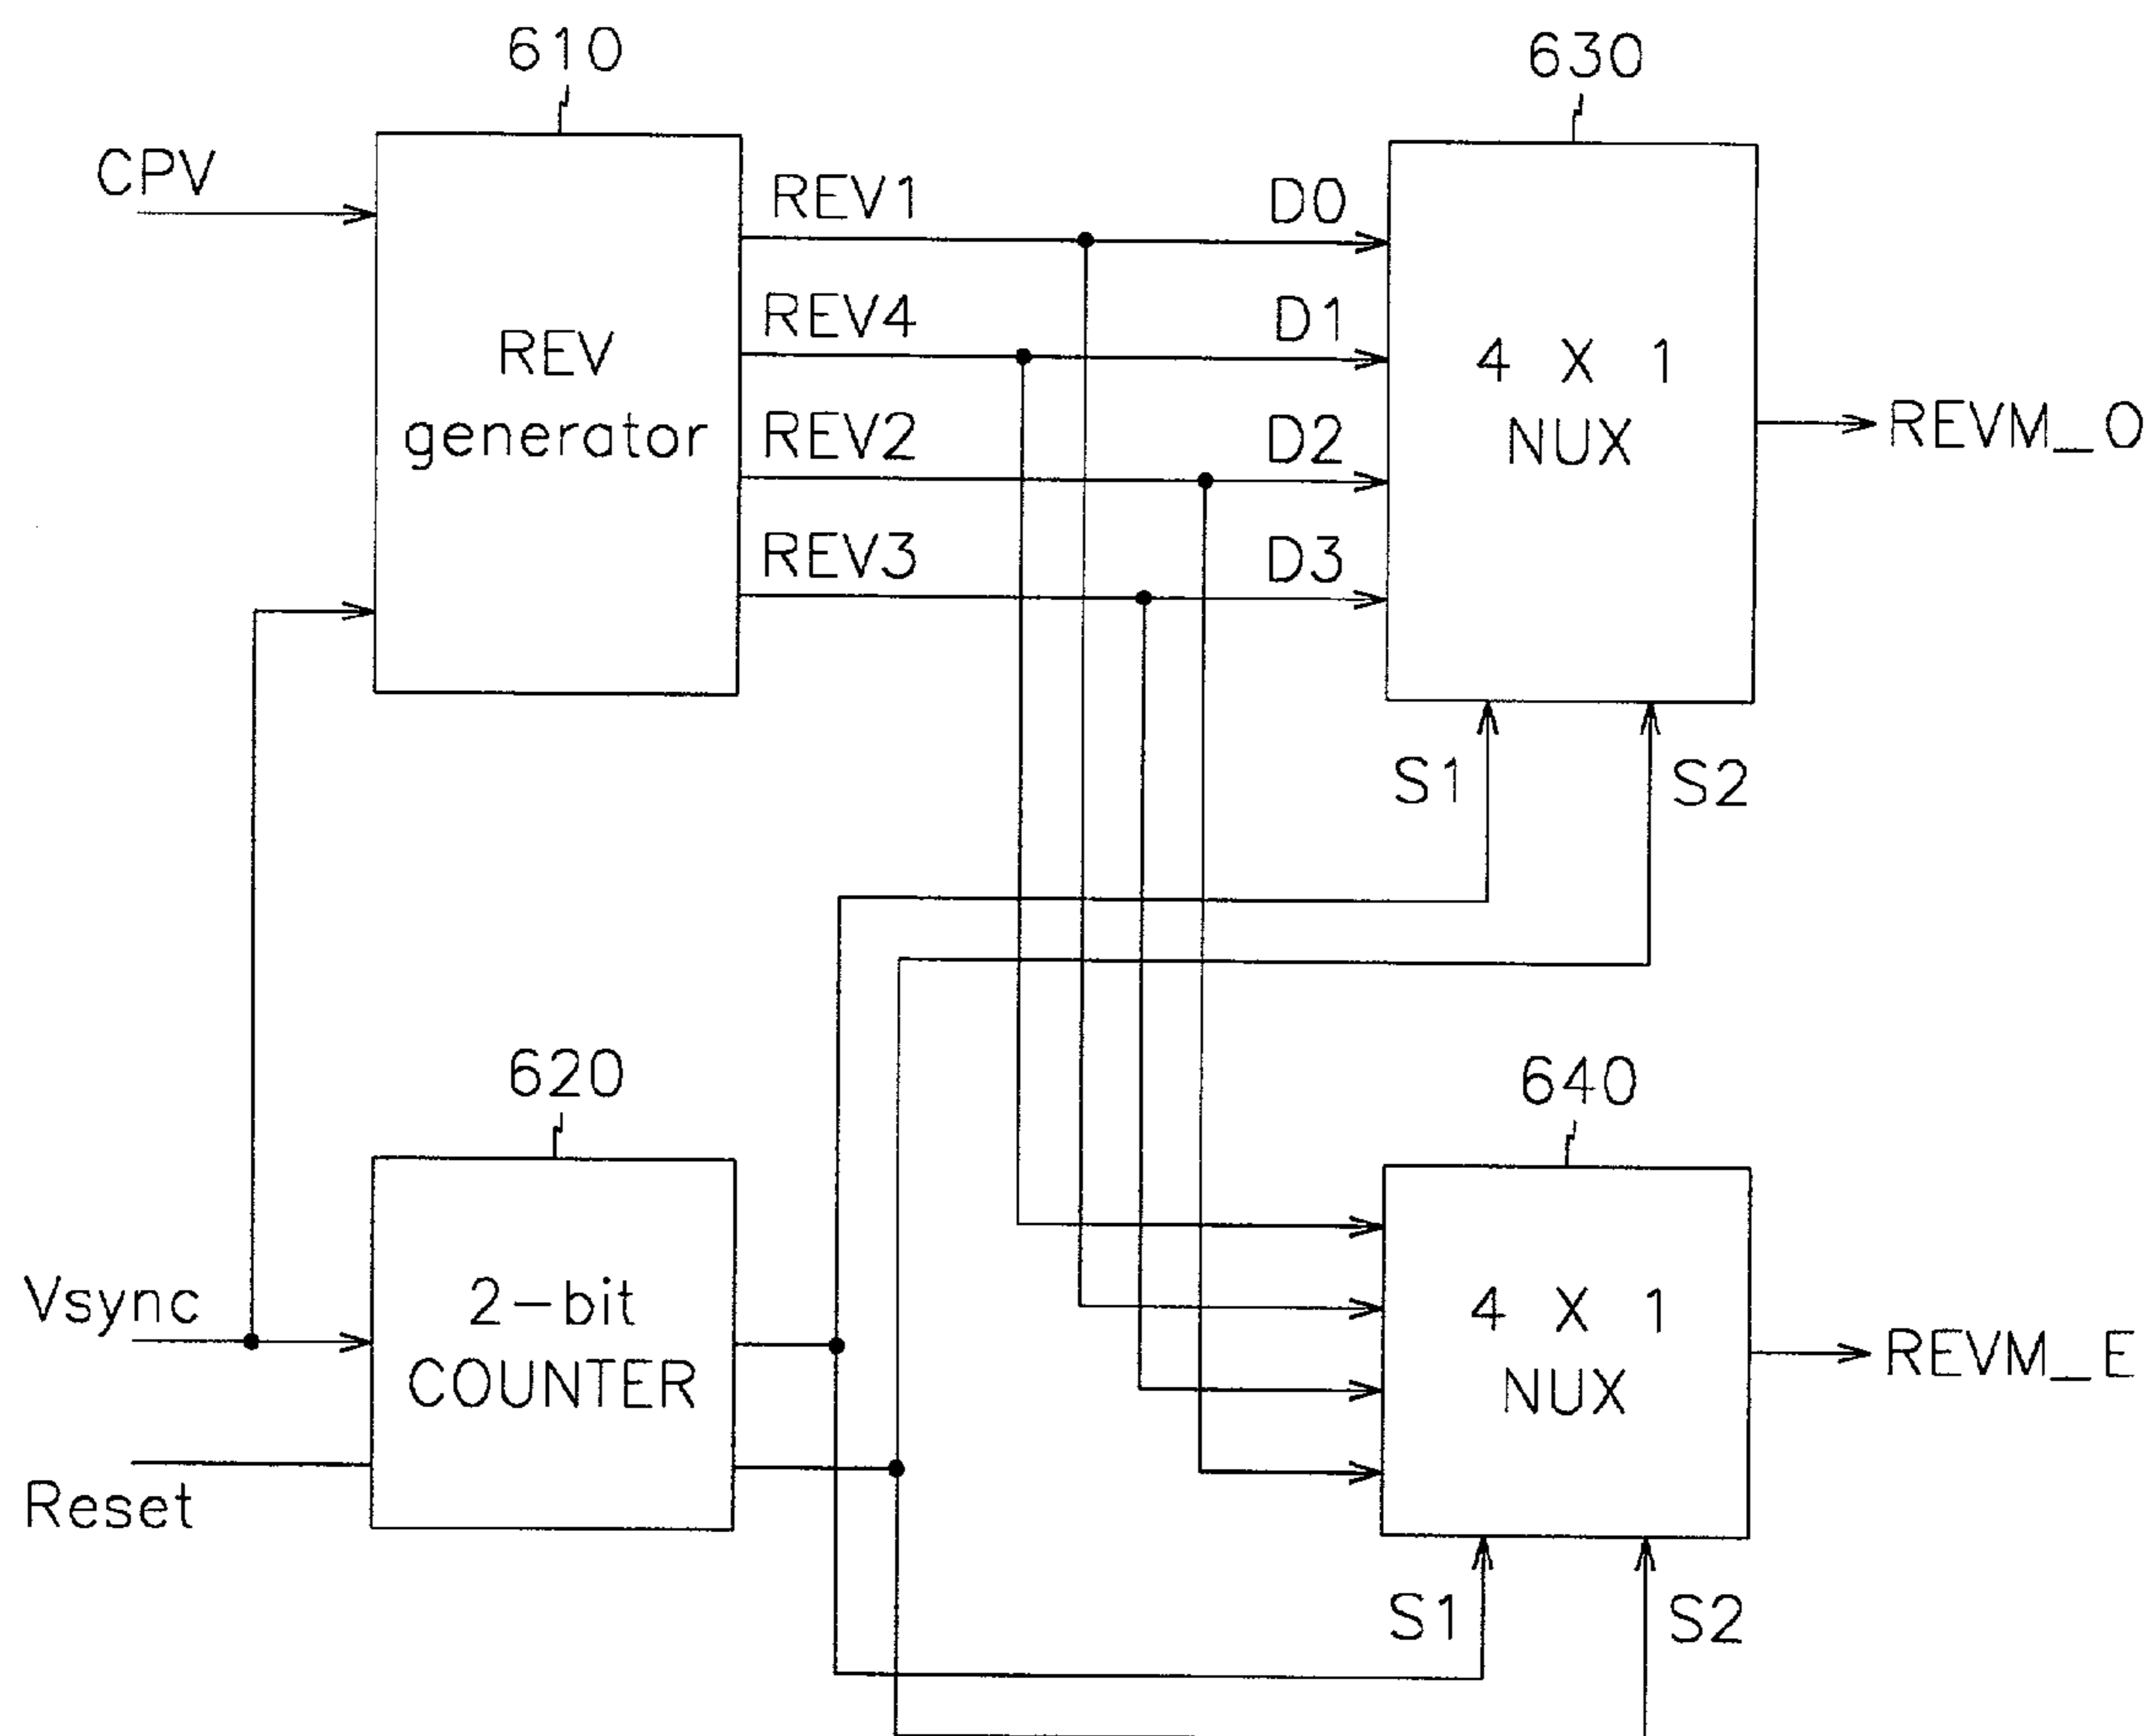 610
630
CPV
REV1
D0
REV4
D1
REV
generator
4 X 1
NUX
REV2
D2
REVM_O
REV3
D3
S1
S2
620
640
Vsync
2-bit
COUNTER
4 X 1
NUX
REVM_E
Reset
S1
S2